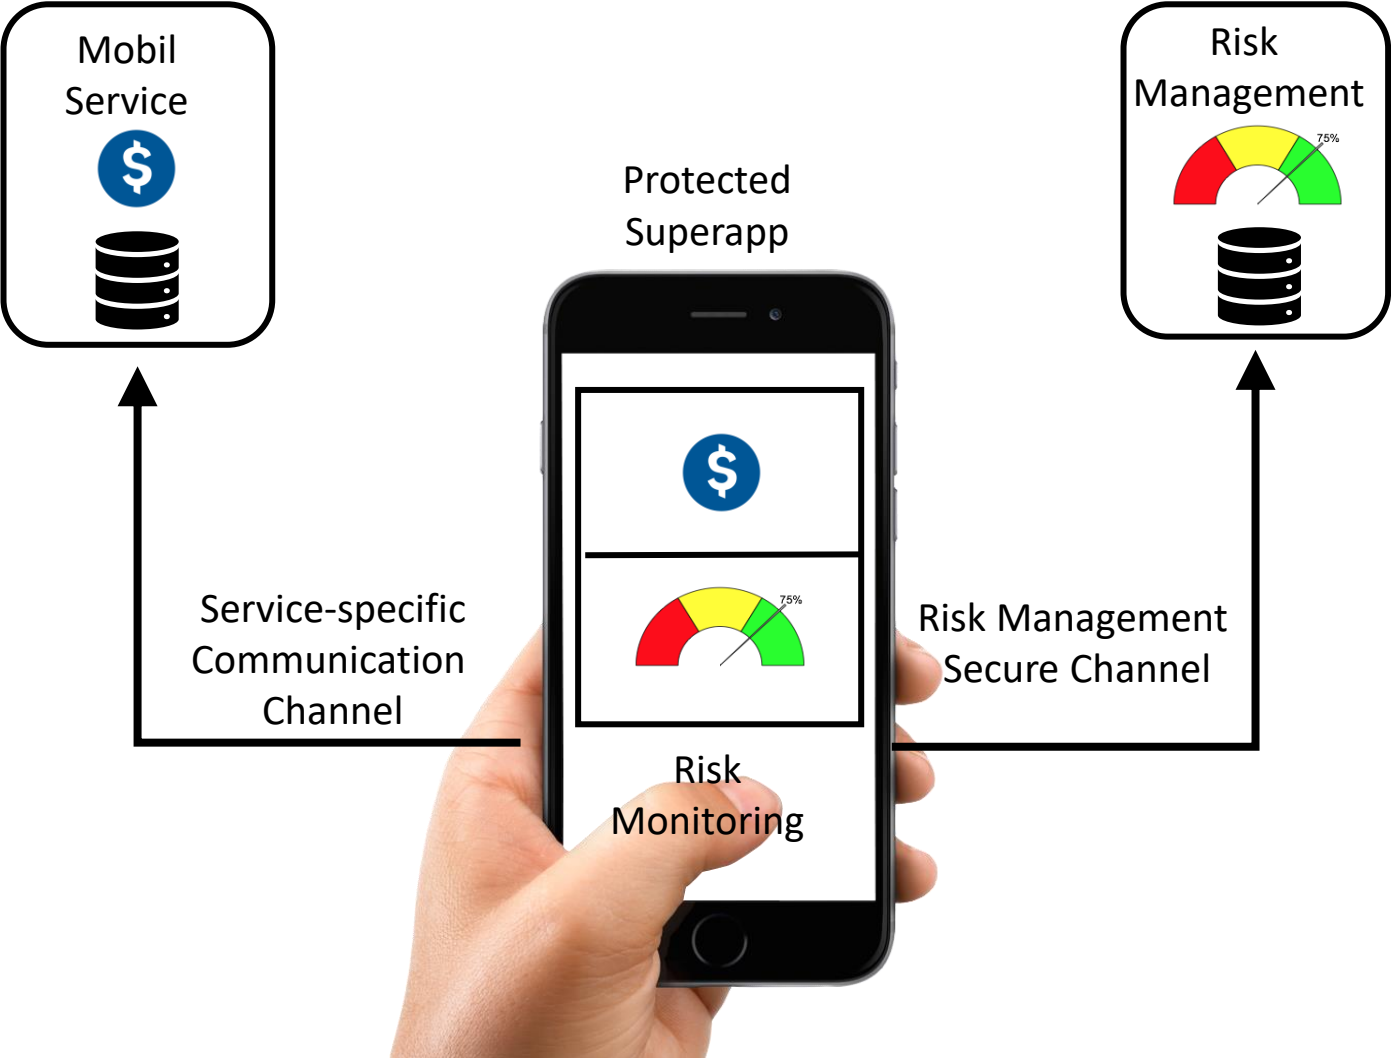 Mobil
Service
$
Risk
Management
75%
Protected
Superapp
$
75%
Service-specific
Communication
Channel
Risk Management
Secure Channel
Risk
Monitoring